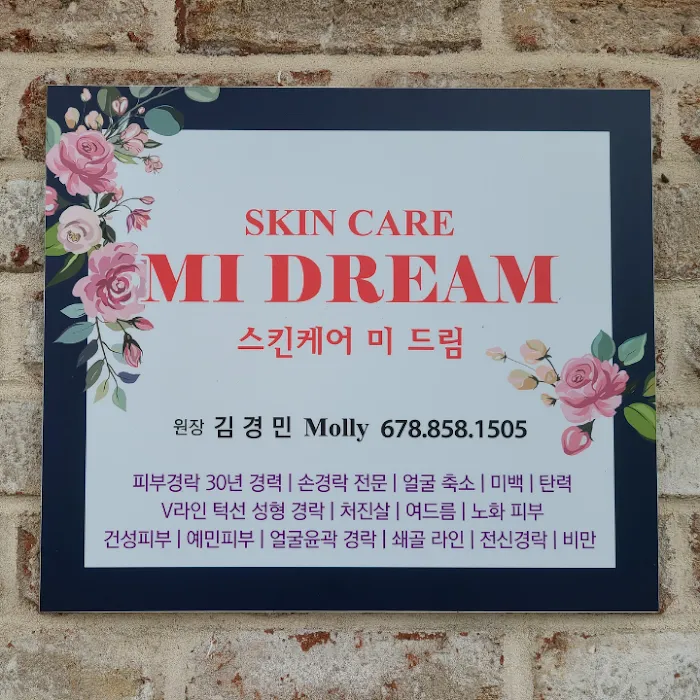 SKIN CARE
MI DREAM
스킨케어 미 드림
원장 김경민 Molly 678.858.1505
피부경락 30년 경력 | 손경락 전문 | 얼굴 축소 | 미백 | 탄력
V라인 턱선 성형 경락 | 처진살 | 여드름 | 노화 피부
건성피부 | 예민피부 | 얼굴윤곽 경락 | 쇄골 라인 | 전신경락 | 비만